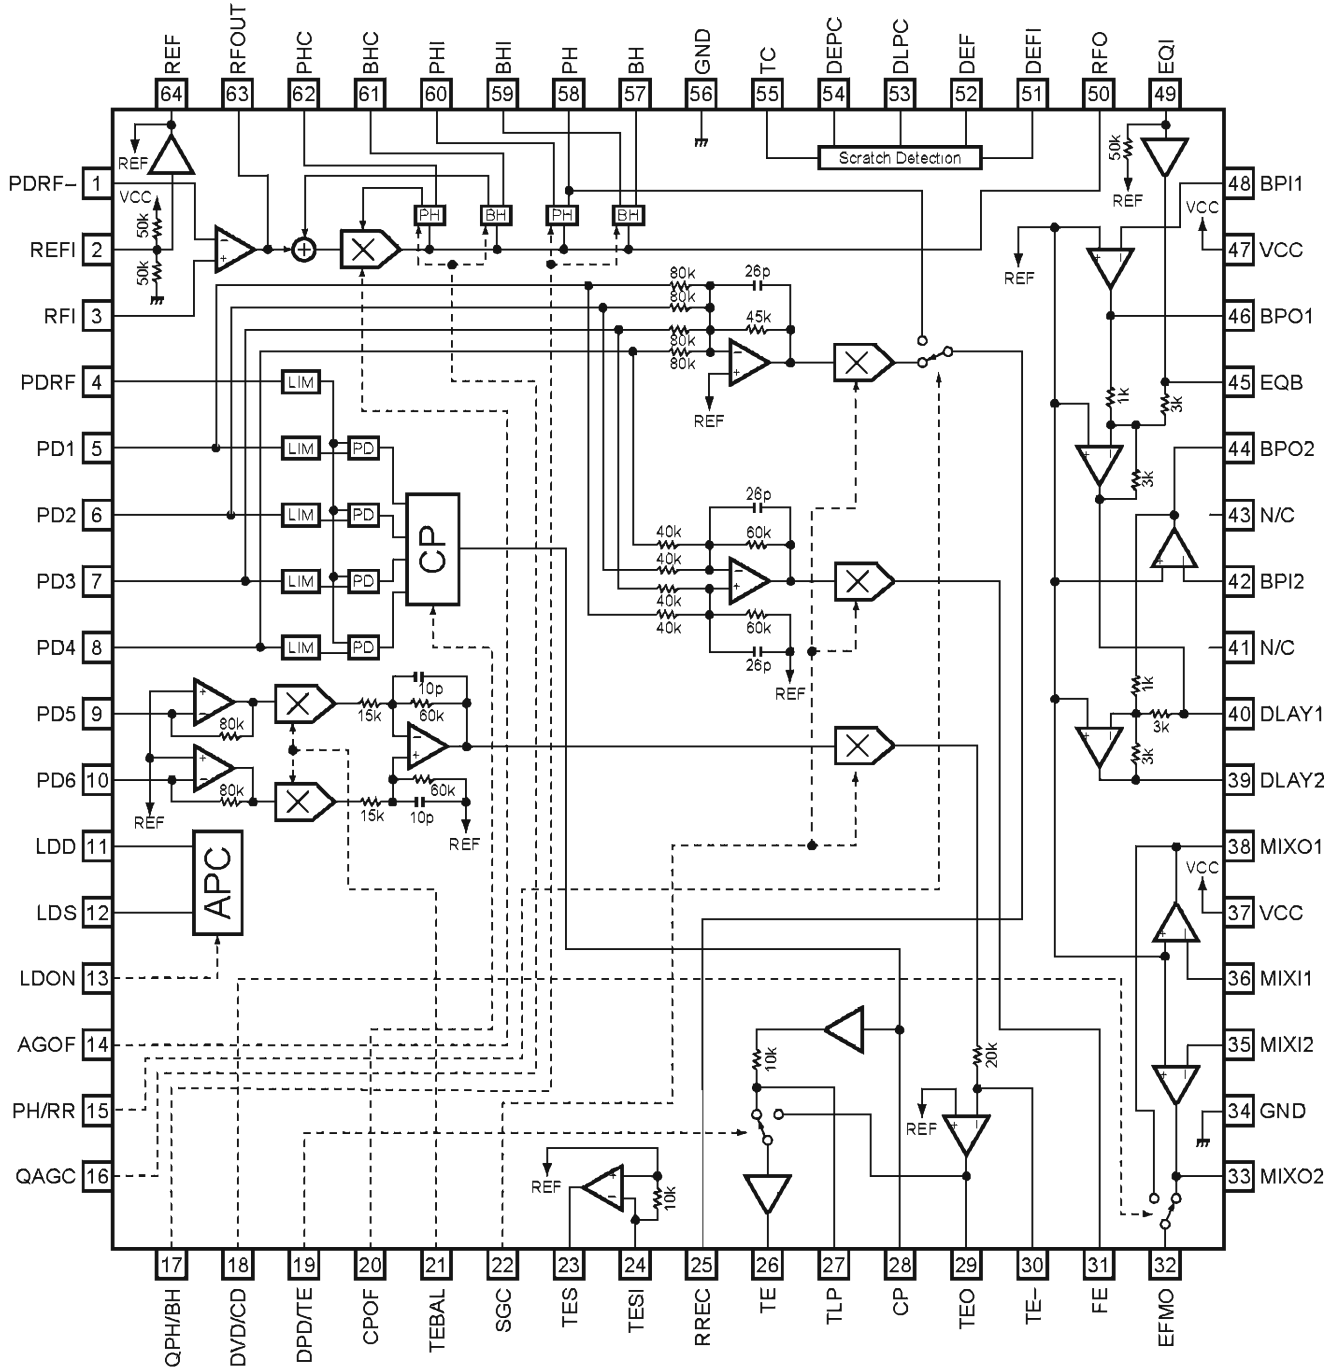 REF
RFOUT
PHC
BHC
PHI
BHI
PH
BH
GND
TC
DEPC
DLPC
DEF
DEFI
RFO
EQI
64
63
62
61
60
59
58
57
56
55
54
53
52
51
50
49
REF
50k
REF
Scratch Detection
PDRF− 1
VCC
50k
REFI 2
50k
RFI 3
PDRF 4
PD1 5
PD2 6
PD3 7
PD4 8
PD5 9
PD6 10
LDD 11
LDS 12
LDON 13
AGOF 14
PH/RR 15
QAGC 16
PH
BH
PH
BH
80k
80k
80k
80k
26p
45k
REF
LIM
LIM PD
LIM PD
LIM PD
LIM PD
CP
40k
40k
40k
40k
26p
60k
60k
26p
REF
80k
80k
REF
15k
15k
10p
60k
60k
10p
REF
APC
10k
20k
REF
REF
10k
REF
1k
3k
3k
1k
3k
3k
VCC
VCC
48 BPI1
47 VCC
46 BPO1
45 EQB
44 BPO2
43 N/C
42 BPI2
41 N/C
40 DLAY1
39 DLAY2
38 MIXO1
37 VCC
36 MIXI1
35 MIXI2
34 GND
33 MIXO2
17
18
19
20
21
22
23
24
25
26
27
28
29
30
31
32
QPH/BH
DVD/CD
DPD/TE
CPOF
TEBAL
SGC
TES
TESI
RREC
TE
TLP
CP
TEO
TE−
FE
EFMO